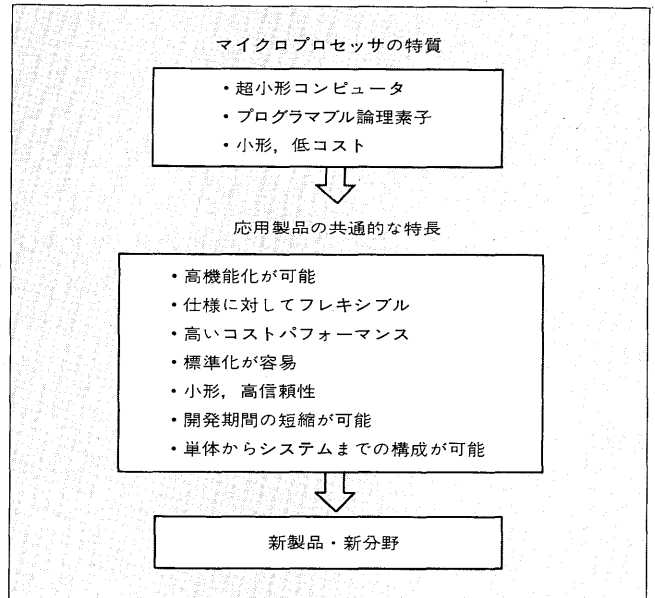 マイクロプロセッサの特質
・超小形コンピュータ
・プログラマブル論理素子
・小形，低コスト
応用製品の共通的な特長
・高機能化が可能
・仕様に対してフレキシブル
・高いコストパフォーマンス
・標準化が容易
・小形，高信頼性
・開発期間の短縮が可能
・単体からシステムまでの構成が可能
新製品・新分野